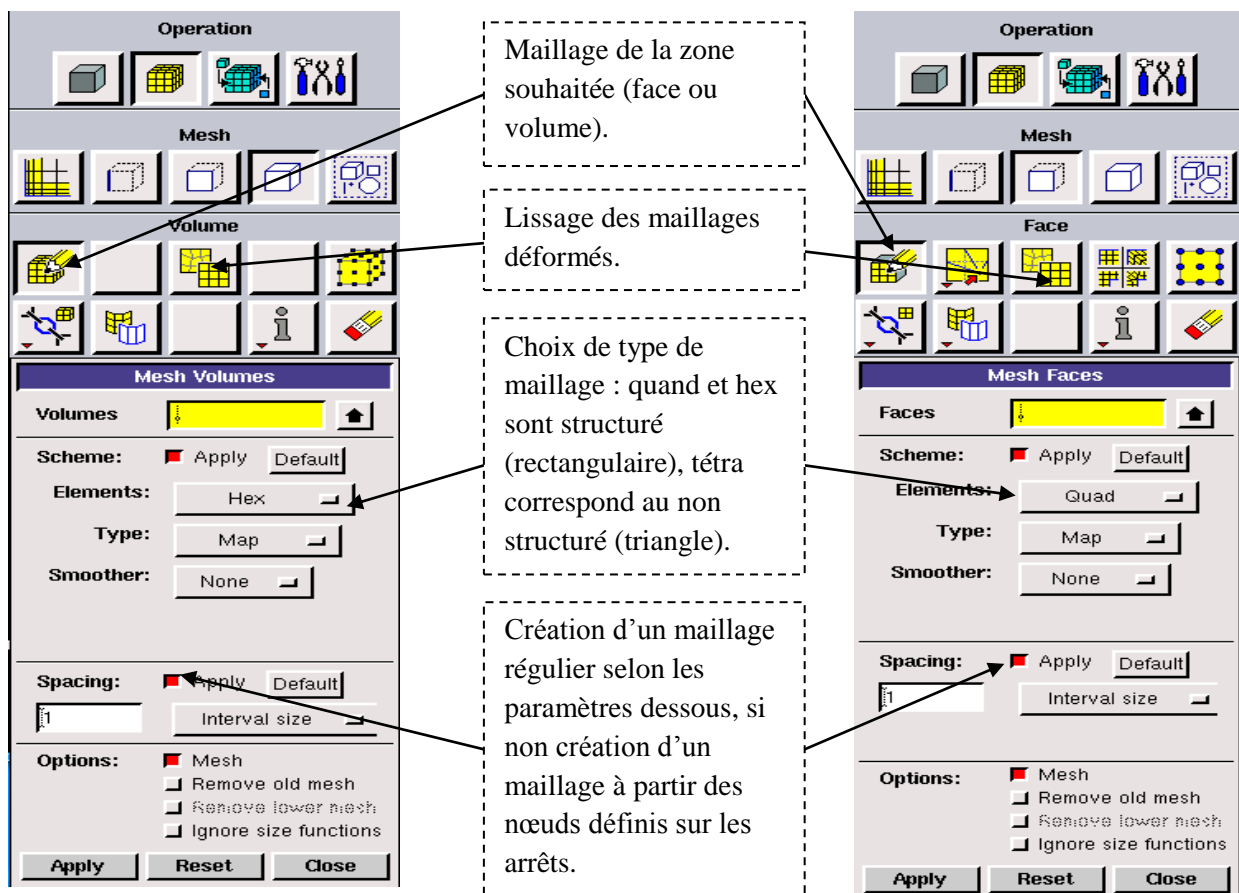 Operation
Mesh
Volume
Mesh Volumes
Volumes
Scheme: Apply Default
Elements: Hex
Type: Map
Smoother: None
Spacing: Apply Default
1 Interval size
Options: Mesh
Remove old mesh
Remove lower mesh
Ignore size functions
Apply Reset Close
Maillage de la zone
souhaitée (face ou
volume).
Lissage des maillages
déformés.
Choix de type de
maillage : quand et hex
sont structuré
(rectangulaire), tétra
correspond au non
structuré (triangle).
Création d’un maillage
régulier selon les
paramètres dessous, si
non création d’un
maillage à partir des
nœuds définis sur les
arrêts.
Operation
Mesh
Face
Mesh Faces
Faces
Scheme: Apply Default
Elements: Quad
Type: Map
Smoother: None
Spacing: Apply Default
1 Interval size
Options: Mesh
Remove old mesh
Remove lower mesh
Ignore size functions
Apply Reset Close